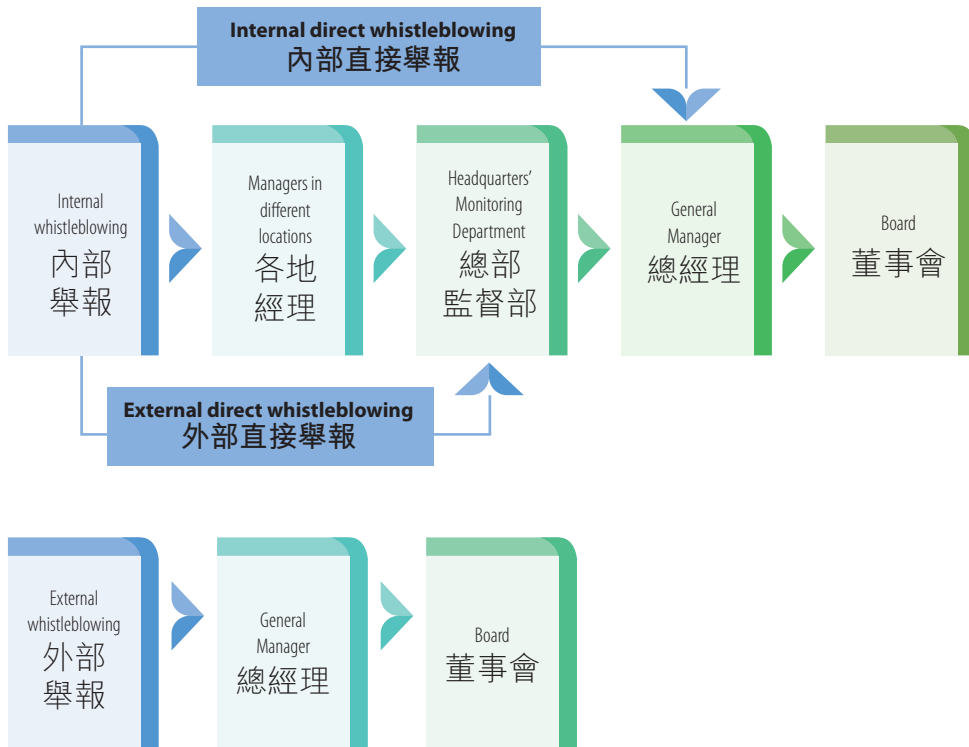 Internal direct whistleblowing
內部直接舉報
Internal
whistleblowing
內部
舉報
Managers in
different
locations
各地
經理
Headquarters’
Monitoring
Department
總部
監督部
General
Manager
總經理
Board
董事會
External direct whistleblowing
外部直接舉報
External
whistleblowing
外部
舉報
General
Manager
總經理
Board
董事會